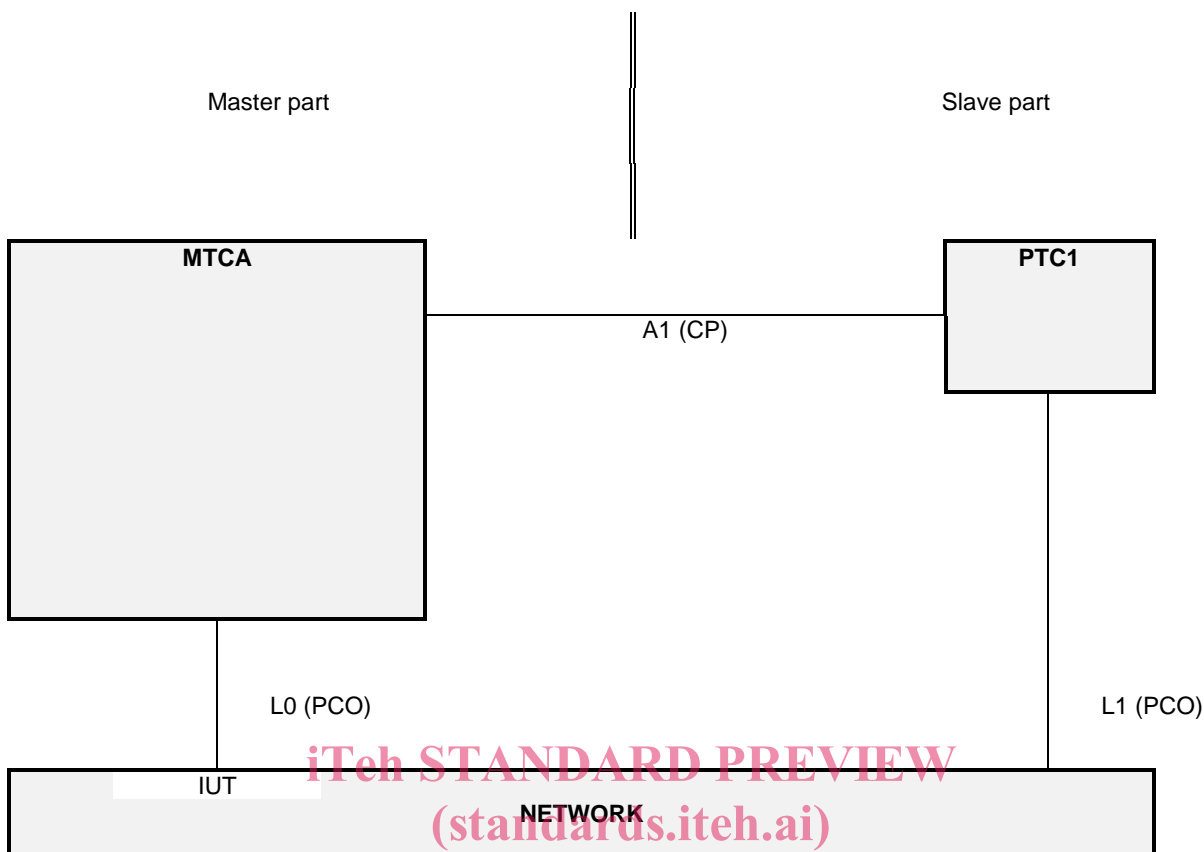 Master part
Slave part
MTCA
PTC1
A1 (CP)
L0 (PCO)
L1 (PCO)
iTeh STANDARD PREVIEW
IUT
NETWORK
(standards.iteh.ai)